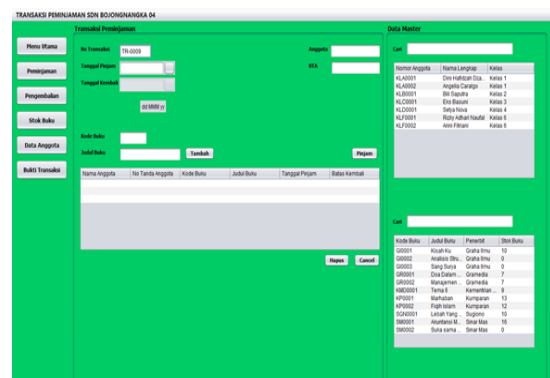 TRANSAKSI PEMINJAMAN SDN BOJONGNANGKA 04
Menu Utama
Peminjaman
Pengembalian
Stok Buku
Data Anggota
Bukti Transaksi
Transaksi Peminjaman
No Transaksi TR-0009
Anggota
Tanggal Pinjam
NTA
Tanggal Kembali
dd MMM yy
Kode Buku
Judul Buku Tambah Pinjam
Nama Anggota No Tanda Anggota Kode Buku Judul Buku Tanggal Pinjam Batas Kembali
Hapus Cancel
Data Master
Cari
Nomor Anggota Nama Lengkap Kelas
KLA0001 Dini Hafidzah Dza... Kelas 1
KLA0002 Angelia Caralgo Kelas 1
KLB0001 Bili Saputra Kelas 2
KLC0001 Eko Basuni Kelas 3
KLD0001 Setya Nova Kelas 4
KLF0001 Rizky Adhari Naufal Kelas 6
KLF0002 Anni Fitriani Kelas 6
Cari
Kode Buku Judul Buku Penerbit Stok Buku
GI0001 Kisah Ku Graha Ilmu 10
GI0002 Analisis Stru... Graha Ilmu 0
GI0003 Sang Surya Graha Ilmu 0
GR0001 Doa Dalam ... Gramedia 7
GR0002 Manajemen ... Gramedia 7
KMD0001 Tema 6 Kementrian ... 9
KP0001 Marhaban Kumparan 13
KP0002 Fiqih Islam Kumparan 12
SGN0001 Lebah Yang ... Sugiono 10
SM0001 Akuntansi M... Sinar Mas 16
SM0002 Suka sama ... Sinar Mas 0